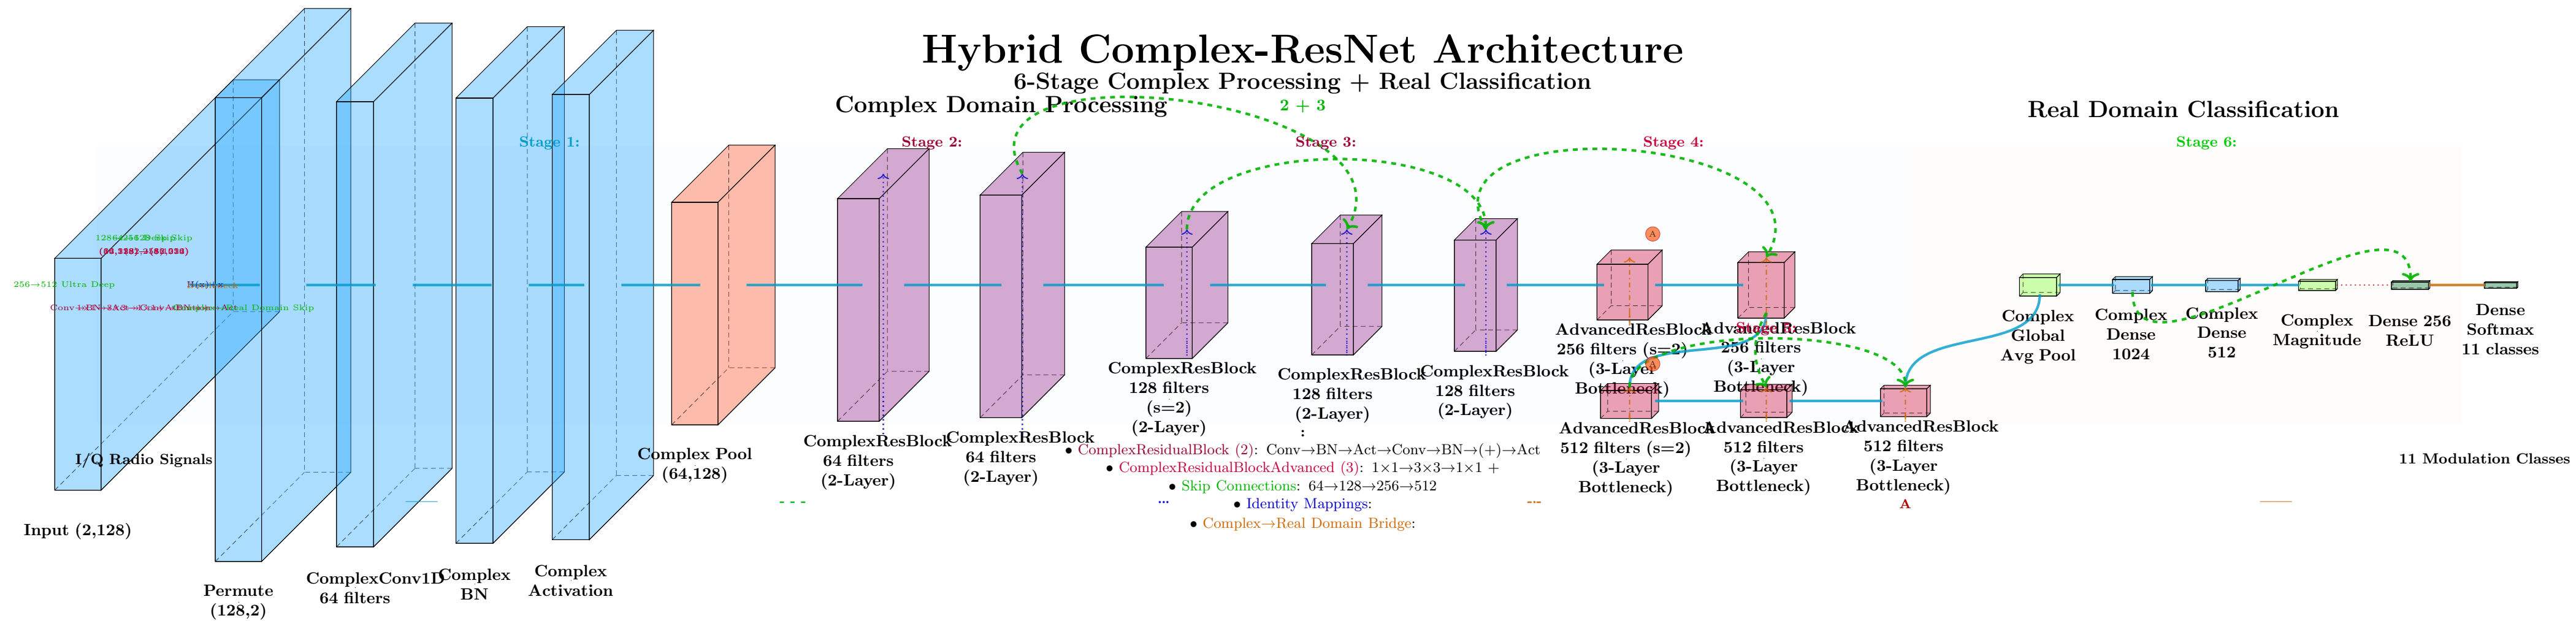 Hybrid Complex-ResNet Architecture
6-Stage Complex Processing + Real Classification
Complex Domain Processing
2 + 3
Real Domain Classification
Stage 1:
Stage 2:
Stage 3:
Stage 4:
Stage 6:
A
256→512 Ultra Deep
Real Domain Skip
I/Q Radio Signals
Input (2,128)
Permute
(128,2)
ComplexConv1D
64 filters
Complex
BN
Complex
Activation
Complex Pool
(64,128)
ComplexResBlock
64 filters
(2-Layer)
ComplexResBlock
64 filters
(2-Layer)
ComplexResBlock
128 filters
(s=2)
(2-Layer)
ComplexResBlock
128 filters
(2-Layer)
ComplexResBlock
128 filters
(2-Layer)
AdvancedResBlock
256 filters (s=2)
(3-Layer
Bottleneck)
AdvancedResBlock
256 filters
(3-Layer
Bottleneck)
A
AdvancedResBlock
512 filters (s=2)
(3-Layer
Bottleneck)
AdvancedResBlock
512 filters
(3-Layer
Bottleneck)
AdvancedResBlock
512 filters
(3-Layer
Bottleneck)
A
Complex
Global
Avg Pool
Complex
Dense
1024
Complex
Dense
512
Complex
Magnitude
Dense 256
ReLU
Dense
Softmax
11 classes
11 Modulation Classes
:
• ComplexResidualBlock (2): Conv→BN→Act→Conv→BN→(+)→Act
• ComplexResidualBlockAdvanced (3): 1×1→3×3→1×1 +
• Skip Connections: 64→128→256→512
• Identity Mappings:
• Complex→Real Domain Bridge: